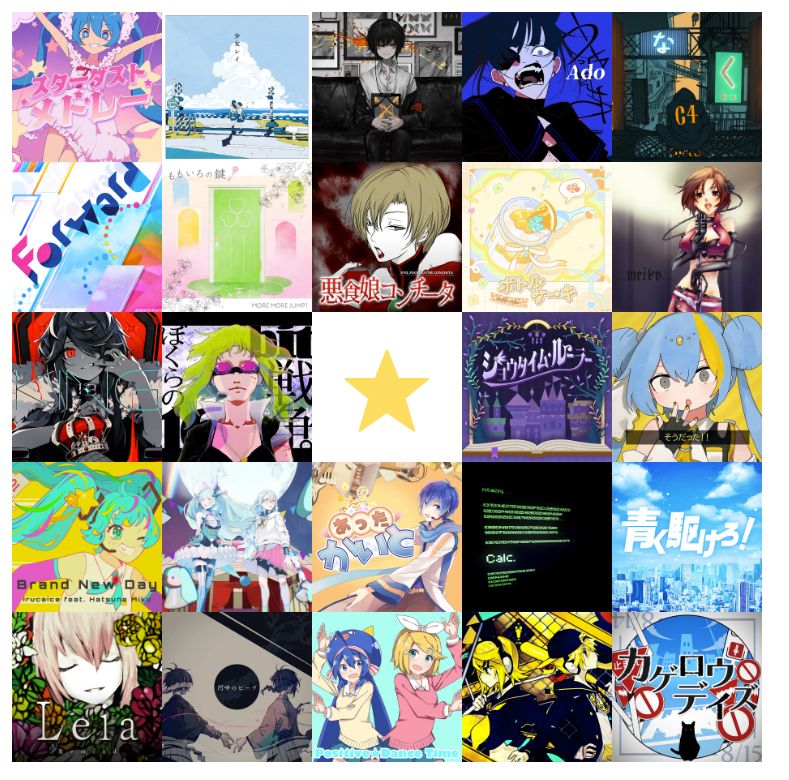 スターダスト
メドレー
少女レイ
Ado
な
く
C4
Forward
ももいろの鍵
MORE MORE JUMP!
悪食娘コンチータ
ボトル
ケーキ
...meiko...
ぼくらの
戦争
ショウタイム・ルーラー
そうだった!!
Brand New Day
irucaice feat. Hatsune Miku
あった
かいと
Calc.
青く駆けろ!
Leia
阿吽のビーツ
Positive☆Dance Time
カゲロウ
デイズ
8/15